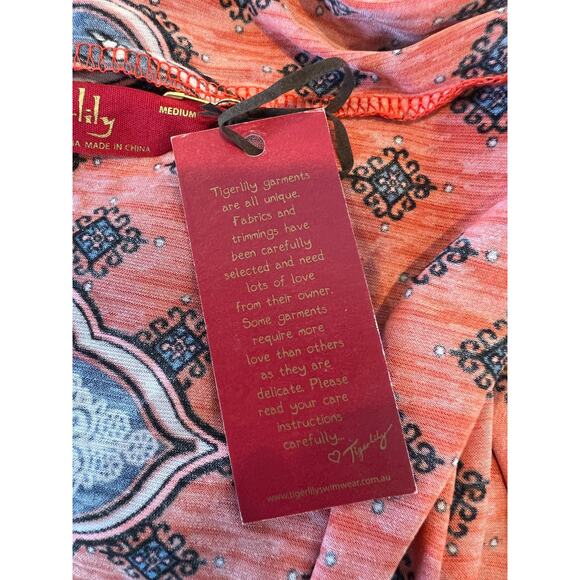 lily
MEDIUM
MADE IN CHINA
Tigerlily garments
are all unique.
Fabrics and
trimmings have
been carefully
selected and need
lots of love
from their owner.
Some garments
require more
love than others
as they are
delicate. Please
read your care
instructions
carefully...
♡ Tigerlily
www.tigerlilyswimwear.com.au